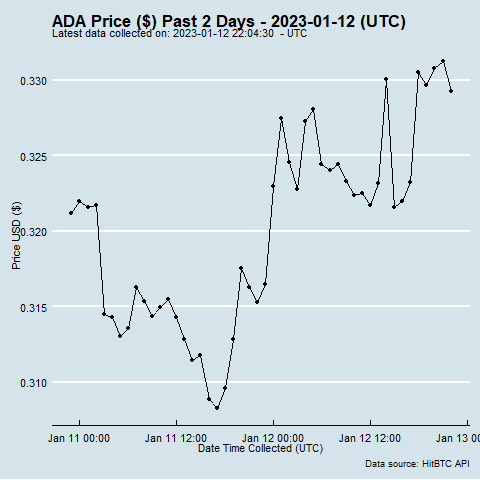 ADA Price ($) Past 2 Days - 2023-01-12 (UTC)
Latest data collected on: 2023-01-12 22:04:30 - UTC
0.330
0.325
0.320
0.315
0.310
Price USD ($)
Jan 11 00:00 Jan 11 12:00 Jan 12 00:00 Jan 12 12:00 Jan 13 00
Date Time Collected (UTC)
Data source: HitBTC API